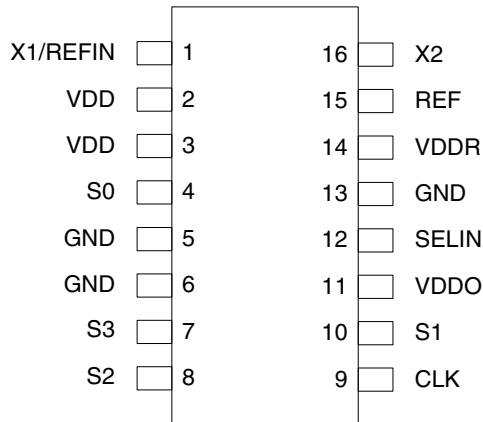 X1/REFIN 1 16 X2
VDD 2 15 REF
VDD 3 14 VDDR
S0 4 13 GND
GND 5 12 SELIN
GND 6 11 VDDO
S3 7 10 S1
S2 8 9 CLK